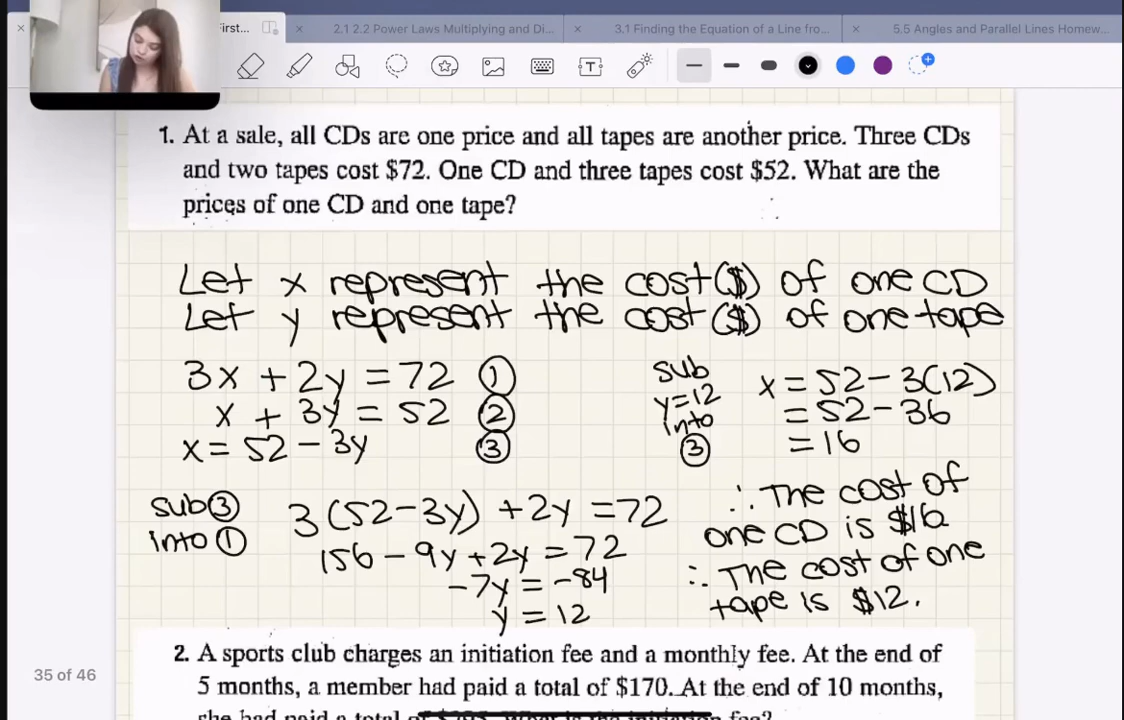 First...
2.1 2.2 Power Laws Multiplying and Di...
3.1 Finding the Equation of a Line fro...
5.5 Angles and Parallel Lines Homew...
1. At a sale, all CDs are one price and all tapes are another price. Three CDs
and two tapes cost $72. One CD and three tapes cost $52. What are the
prices of one CD and one tape?
Let x represent the cost($) of one CD
Let y represent the cost($) of one tape
3x + 2y = 72 ①
x + 3y = 52 ②
x = 52 - 3y ③
sub ③
into ①
3(52-3y) + 2y = 72
156 - 9y + 2y = 72
-7y = -84
y = 12
sub
y=12
into
③
x = 52 - 3(12)
= 52 - 36
= 16
∴ The cost of
one CD is $16
∴ The cost of one
tape is $12.
2. A sports club charges an initiation fee and a monthly fee. At the end of
5 months, a member had paid a total of $170. At the end of 10 months,
she had paid a total of fee?
35 of 46